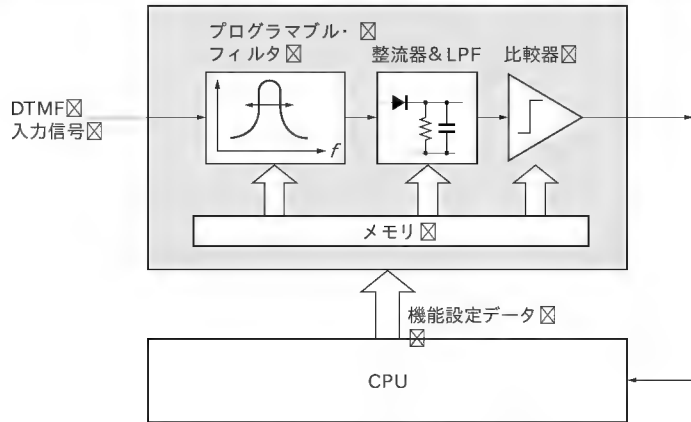 プログラマブル・
フィルタ
整流器&LPF
比較器
DTMF
入力信号
f
メモリ
機能設定データ
CPU